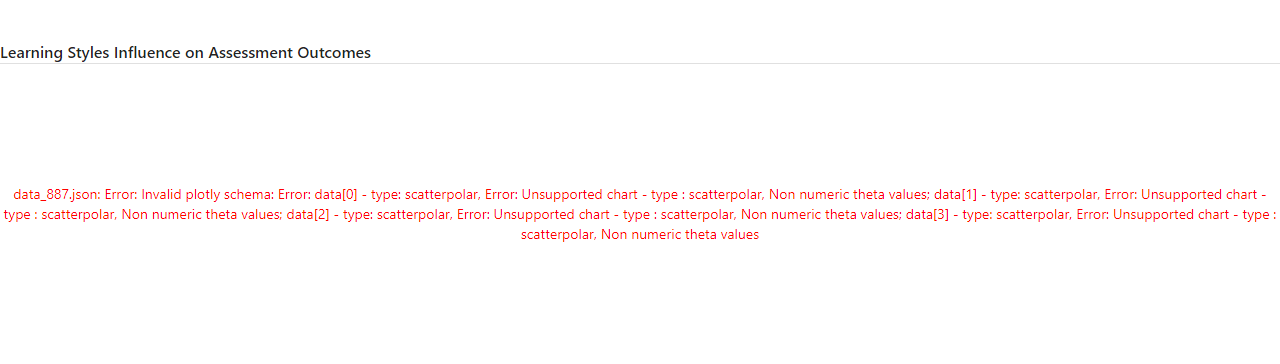 Learning Styles Influence on Assessment Outcomes
data_887.json: Error: Invalid plotly schema: Error: data[0] - type: scatterpolar, Error: Unsupported chart - type : scatterpolar, Non numeric theta values; data[1] - type: scatterpolar, Error: Unsupported chart -
type : scatterpolar, Non numeric theta values; data[2] - type: scatterpolar, Error: Unsupported chart - type : scatterpolar, Non numeric theta values; data[3] - type: scatterpolar, Error: Unsupported chart - type :
scatterpolar, Non numeric theta values